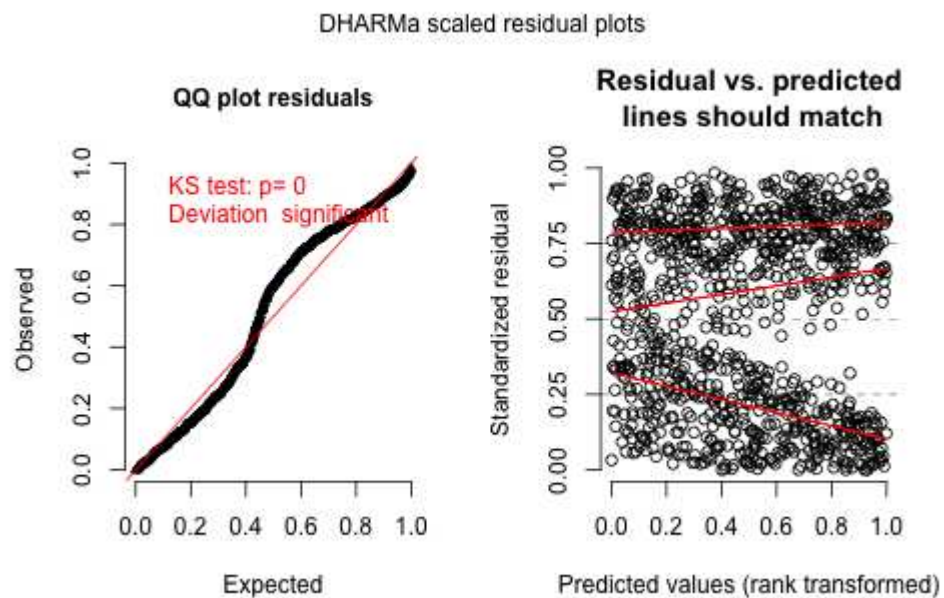 DHARMa scaled residual plots
QQ plot residuals
KS test: p= 0
Deviation  significant
Observed
0.0 0.2 0.4 0.6 0.8 1.0
0.0 0.2 0.4 0.6 0.8 1.0
Expected
Residual vs. predicted
lines should match
Standardized residual
0.00 0.25 0.50 0.75 1.00
0.0 0.2 0.4 0.6 0.8 1.0
Predicted values (rank transformed)